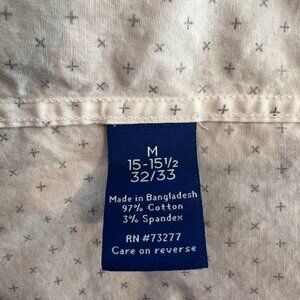 M
15-15½
32/33
Made in Bangladesh
97% Cotton
3% Spandex
RN #73277
Care on reverse